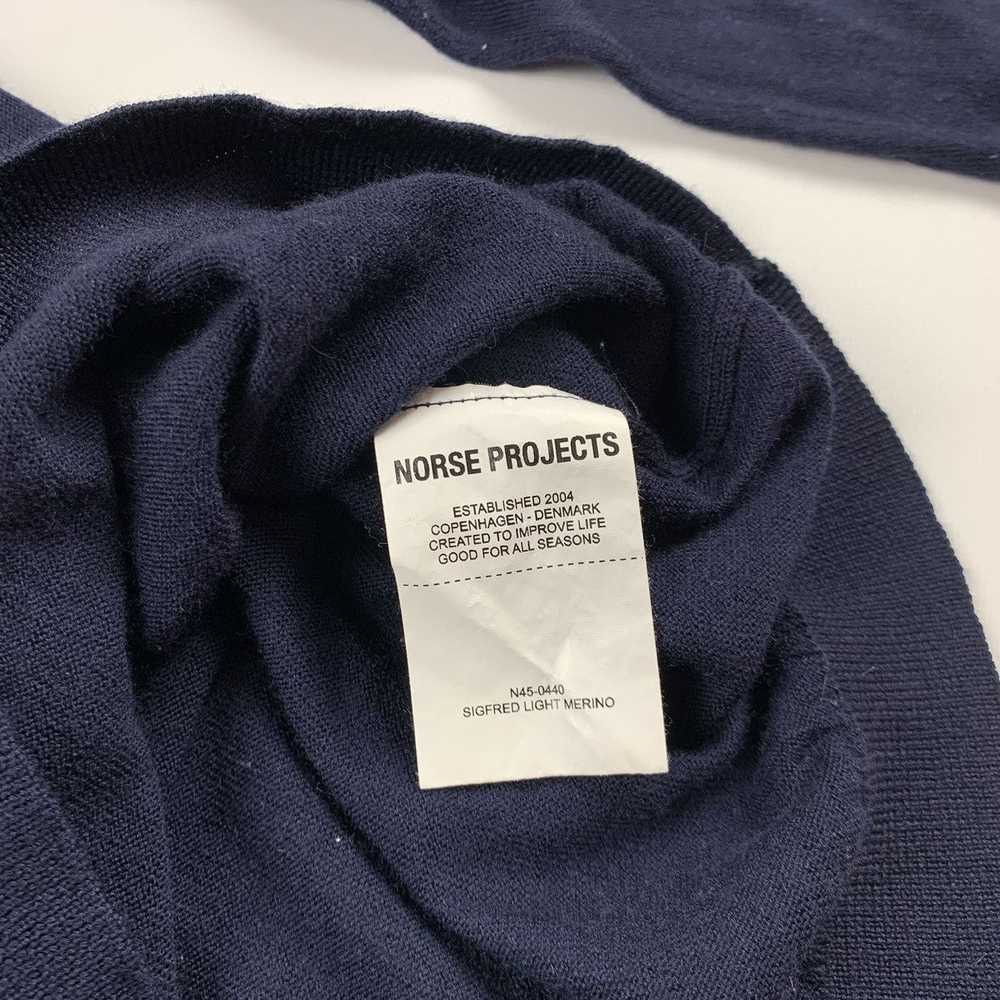 NORSE PROJECTS
ESTABLISHED 2004
COPENHAGEN - DENMARK
CREATED TO IMPROVE LIFE
GOOD FOR ALL SEASONS
N45-0440
SIGFRED LIGHT MERINO